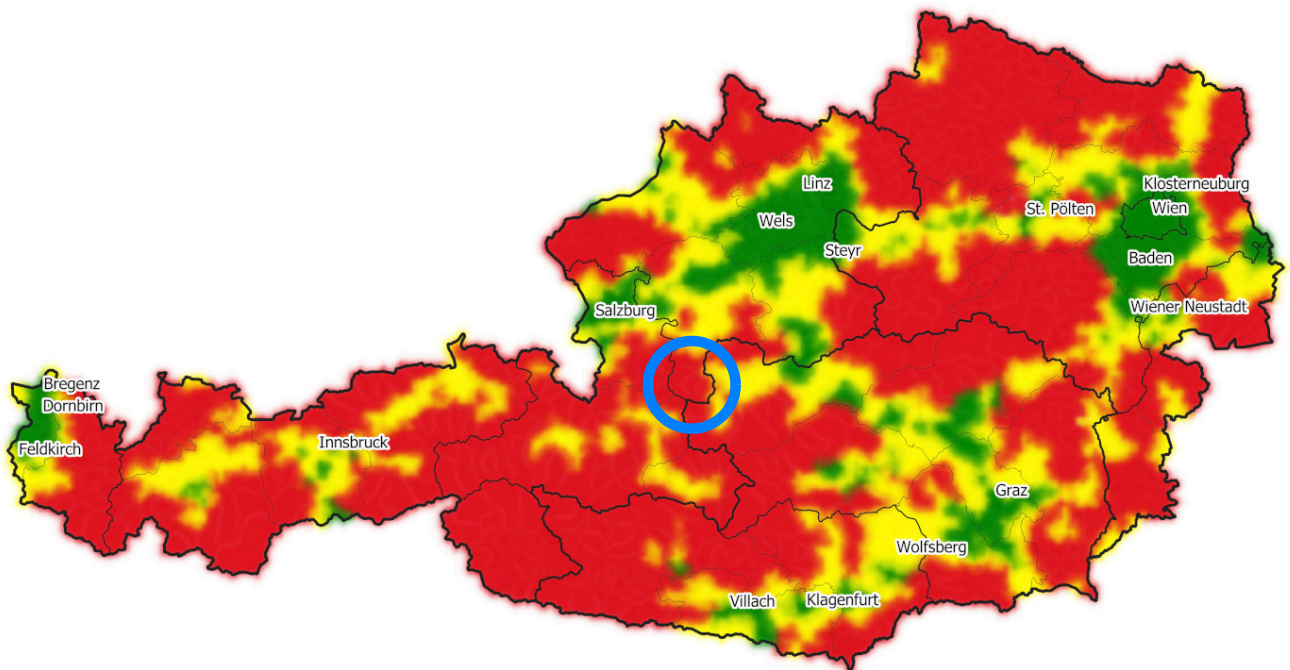 Linz
Klosterneuburg
St. Pölten
Wien
Wels
Steyr
Baden
Salzburg
Wiener Neustadt
Bregenz
Dornbirn
Innsbruck
Feldkirch
Graz
Wolfsberg
Villach
Klagenfurt